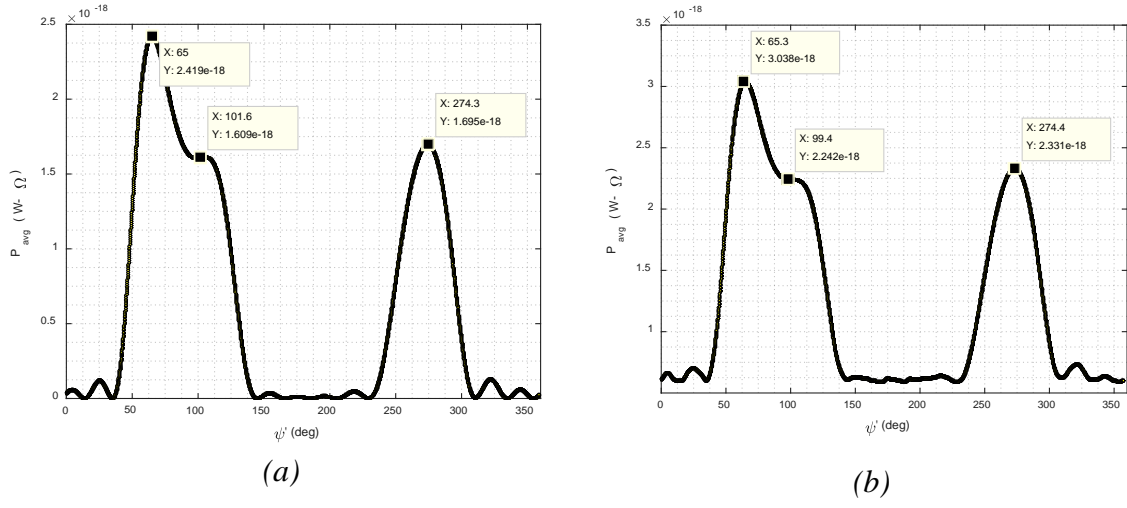 × 10 -18
2.5
2
1.5
1
0.5
0
P avg ( W- Ω )
X: 65
Y: 2.419e-18
X: 101.6
Y: 1.609e-18
X: 274.3
Y: 1.695e-18
0 50 100 150 200 250 300 350
ψ' (deg)
(a)
× 10 -18
3.5
3
2.5
2
1.5
1
P avg ( W- Ω )
X: 65.3
Y: 3.038e-18
X: 99.4
Y: 2.242e-18
X: 274.4
Y: 2.331e-18
0 50 100 150 200 250 300 350
ψ' (deg)
(b)